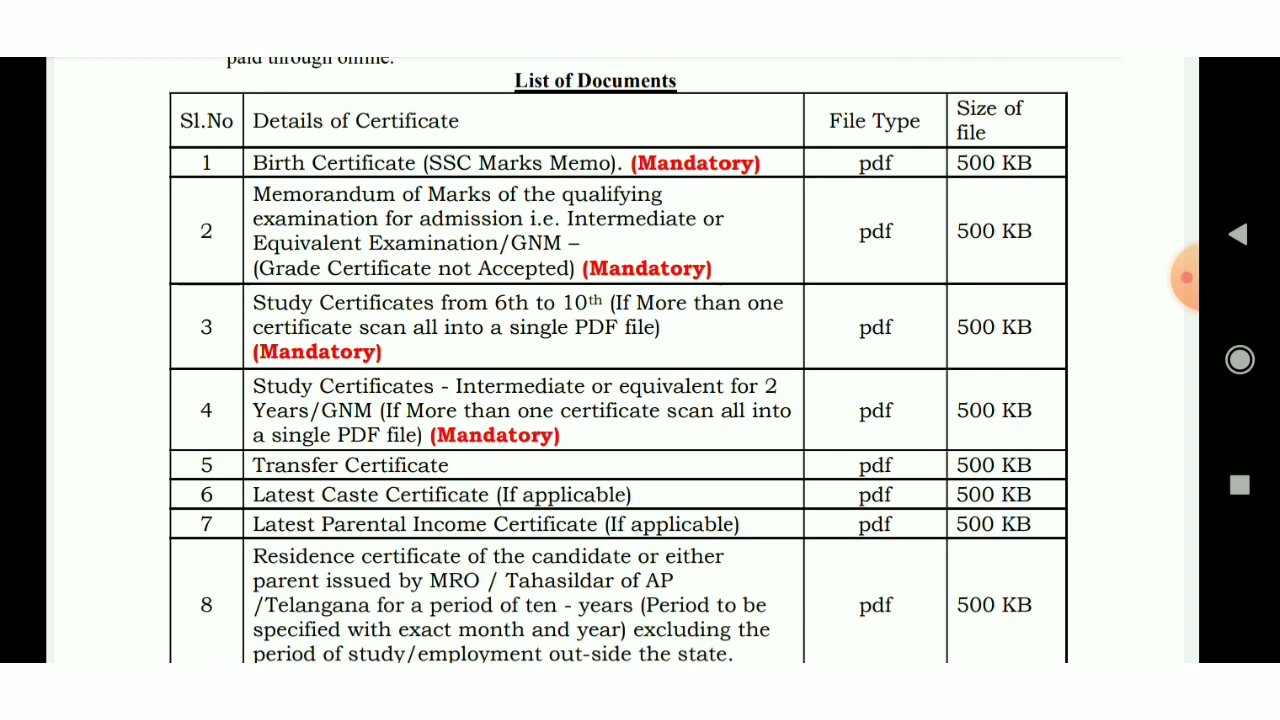 paid through online.
List of Documents
Sl.No Details of Certificate File Type Size of file
1 Birth Certificate (SSC Marks Memo). (Mandatory) pdf 500 KB
2 Memorandum of Marks of the qualifying
examination for admission i.e. Intermediate or
Equivalent Examination/GNM –
(Grade Certificate not Accepted) (Mandatory) pdf 500 KB
3 Study Certificates from 6th to 10th (If More than one
certificate scan all into a single PDF file)
(Mandatory) pdf 500 KB
4 Study Certificates - Intermediate or equivalent for 2
Years/GNM (If More than one certificate scan all into
a single PDF file) (Mandatory) pdf 500 KB
5 Transfer Certificate pdf 500 KB
6 Latest Caste Certificate (If applicable) pdf 500 KB
7 Latest Parental Income Certificate (If applicable) pdf 500 KB
8 Residence certificate of the candidate or either
parent issued by MRO / Tahasildar of AP
/Telangana for a period of ten - years (Period to be
specified with exact month and year) excluding the
period of study/employment out-side the state. pdf 500 KB